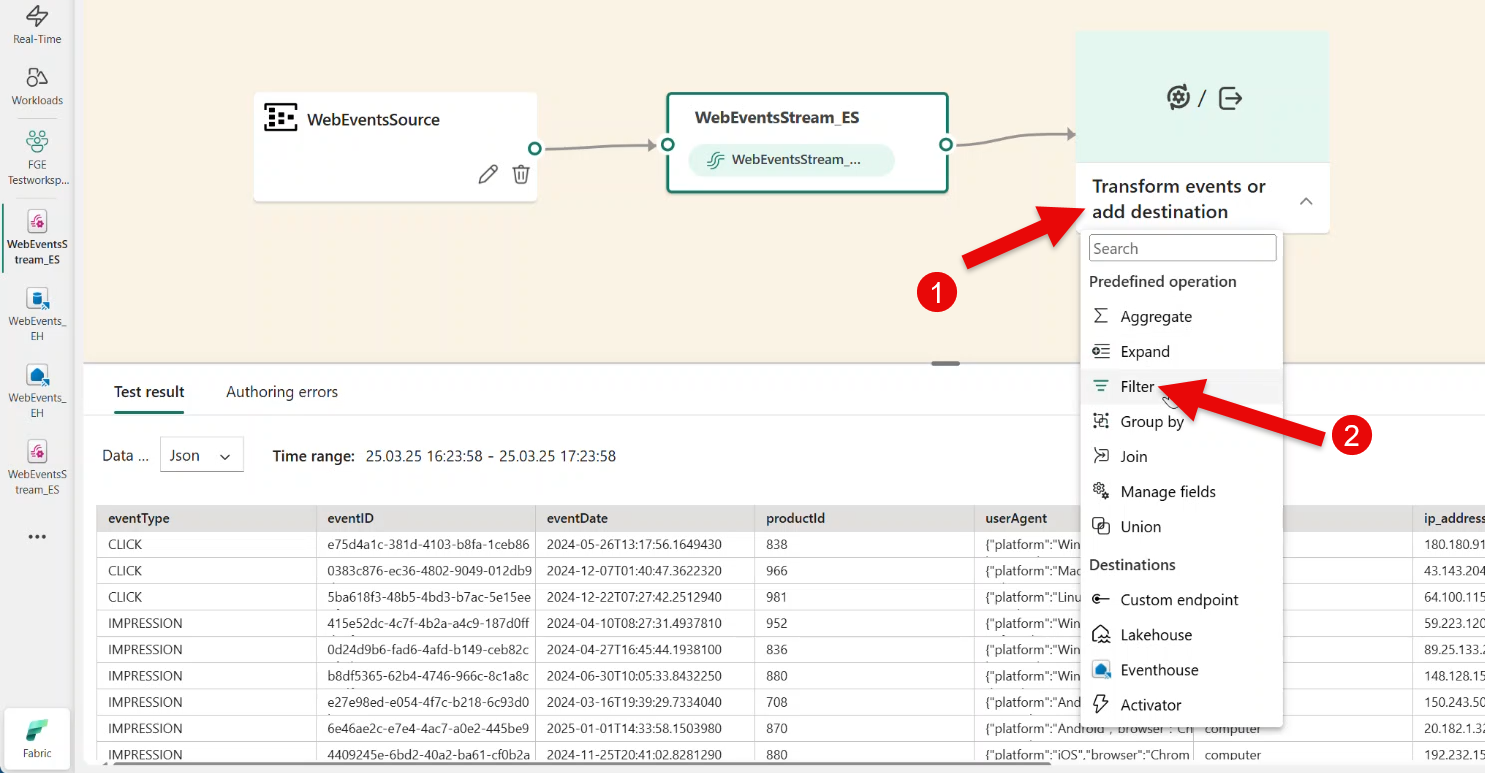 Real-Time
Workloads
FGE
Testworksp...
WebEventsS
tream_ES
WebEvents_
EH
WebEvents_
EH
WebEventsS
tream_ES
Fabric
WebEventsSource
WebEventsStream_ES
WebEventsStream_...
/
Transform events or
add destination
1
Search
Predefined operation
Aggregate
Expand
Filter
2
Group by
Join
Manage fields
Union
Destinations
Custom endpoint
Lakehouse
Eventhouse
Activator
Test result Authoring errors
Data ... Json Time range: 25.03.25 16:23:58 - 25.03.25 17:23:58
eventType eventID eventDate productId userAgent ip_address
CLICK e75d4a1c-381d-4103-b8fa-1ceb86 2024-05-26T13:17:56.1649430 838 {"platform":"Win 180.180.91
CLICK 0383c876-ec36-4802-9049-012db9 2024-12-07T01:40:47.3622320 966 {"platform":"Mac 43.143.204
CLICK 5ba618f3-48b5-4bd3-b7ac-5e15ee 2024-12-22T07:27:42.2512940 981 {"platform":"Linu 64.100.115
IMPRESSION 415e52dc-4c7f-4b2a-a4c9-187d0ff 2024-04-10T08:27:31.4937810 952 {"platform":"And 59.223.120
IMPRESSION 0d24d9b6-fad6-4afd-b149-ceb82c 2024-04-27T16:45:44.1938100 836 {"platform":"Win 89.25.133.2
IMPRESSION b8df5365-62b4-4746-966c-8c1a8c 2024-06-30T10:05:33.8432250 880 {"platform":"Win 148.128.15
IMPRESSION e27e98ed-e054-4f7c-b218-6c93d0 2024-03-16T19:39:29.7334040 708 {"platform":"And 150.243.50
IMPRESSION 6e46ae2c-e7e4-4ac7-a0e2-445be9 2025-01-01T14:33:58.1503980 870 {"platform":"Android","browser":"Ch computer 20.182.1.32
IMPRESSION 4409245e-6bd2-40a2-ba61-cf0b2a 2024-11-25T20:41:02.8281290 880 {"platform":"iOS","browser":"Chrom computer 192.232.15